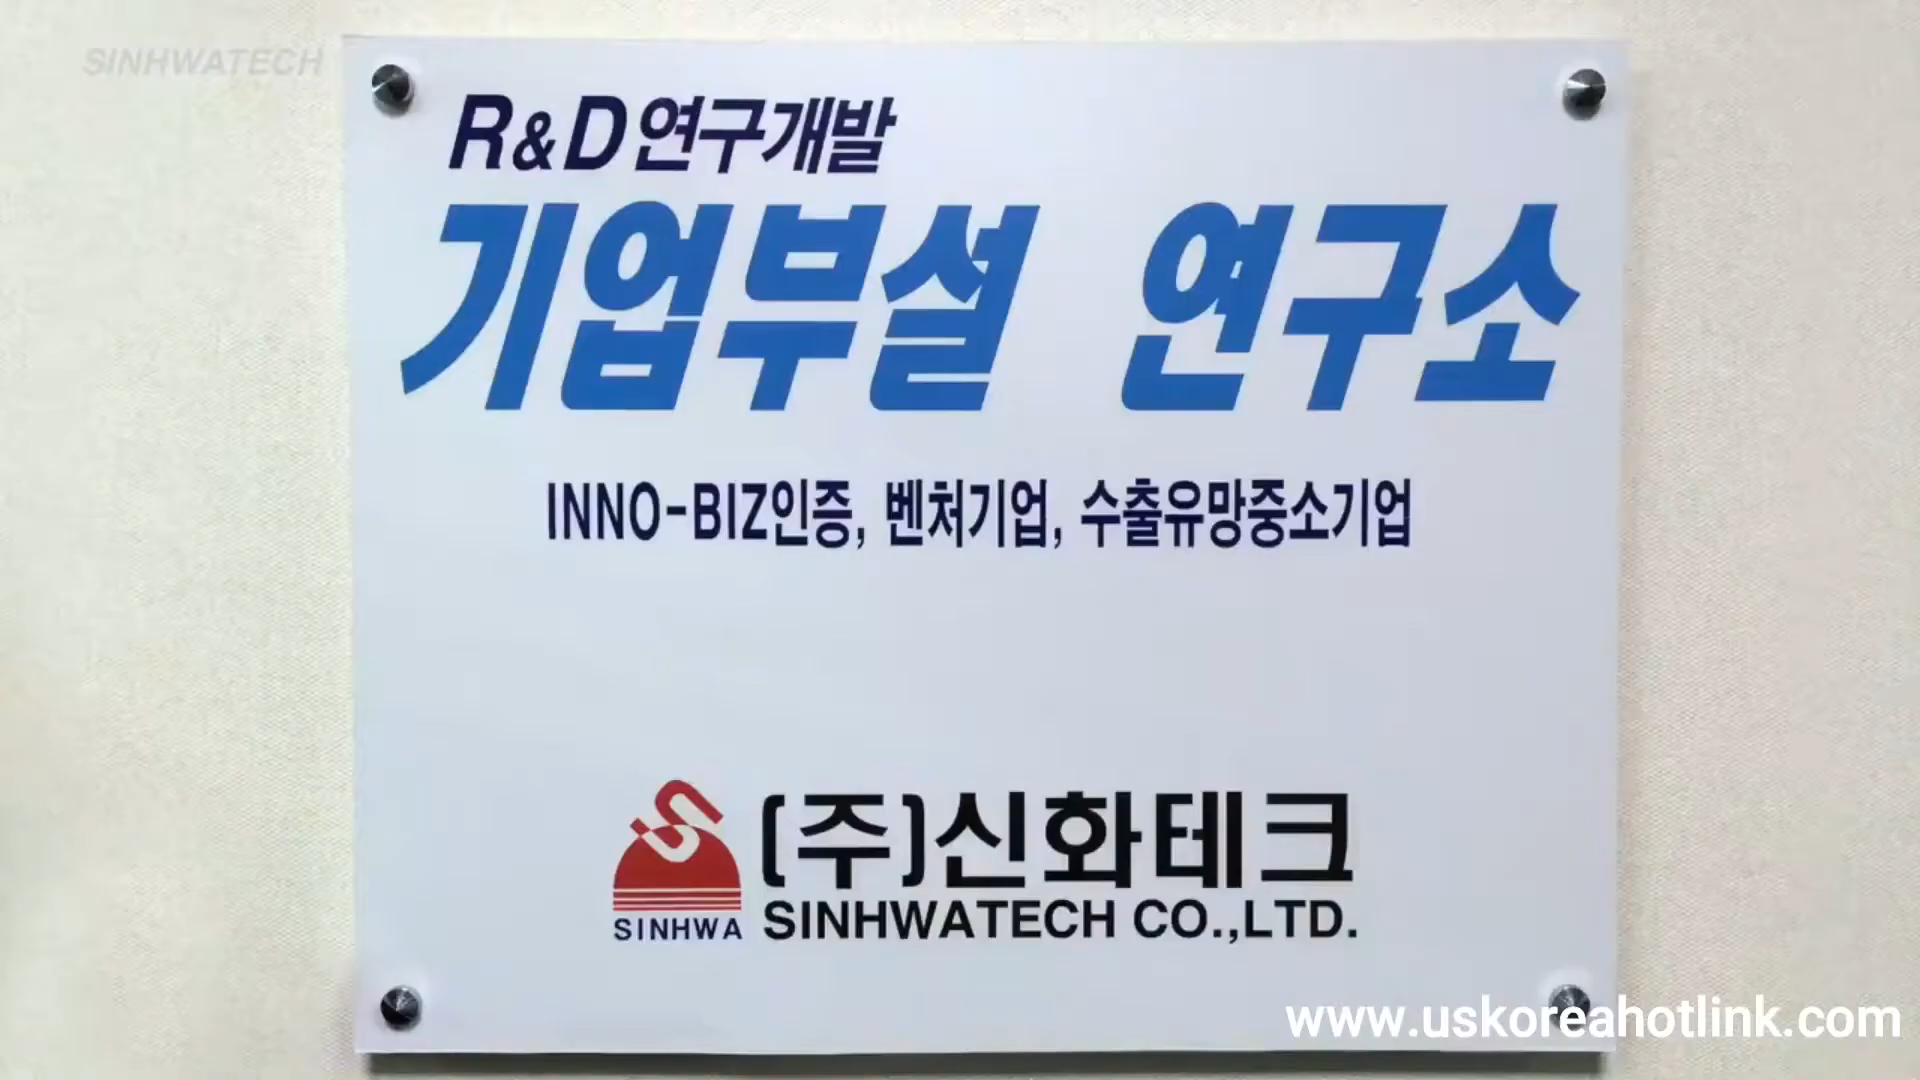 SINHWATECH
R&D연구개발
기업부설 연구소
INNO-BIZ인증, 벤처기업, 수출유망중소기업
(주)신화테크
SINHWA
SINHWATECH CO.,LTD.
www.uskoreahotlink.com